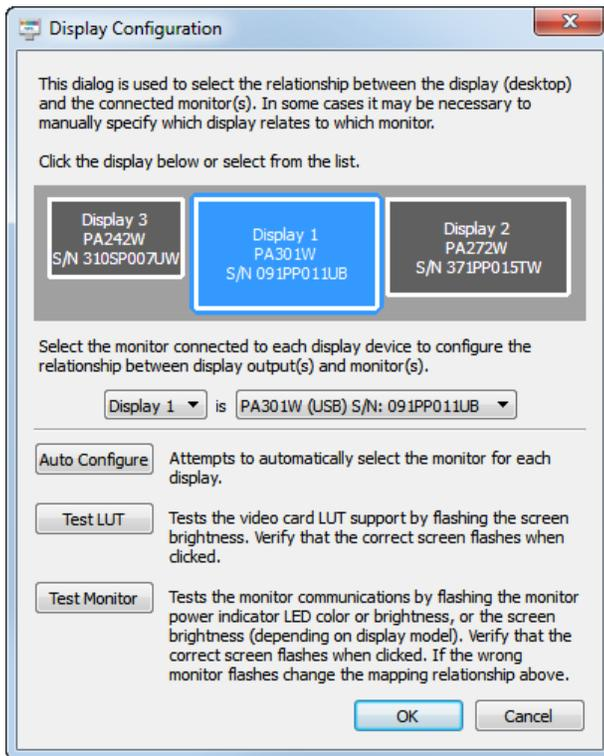 Display Configuration
This dialog is used to select the relationship between the display (desktop)
and the connected monitor(s). In some cases it may be necessary to
manually specify which display relates to which monitor.
Click the display below or select from the list.
Display 3
PA242W
S/N 310SP007UW
Display 1
PA301W
S/N 091PP011UB
Display 2
PA272W
S/N 371PP015TW
Select the monitor connected to each display device to configure the
relationship between display output(s) and monitor(s).
Display 1 is PA301W (USB) S/N: 091PP011UB
Auto Configure
Attempts to automatically select the monitor for each
display.
Test LUT
Tests the video card LUT support by flashing the screen
brightness. Verify that the correct screen flashes when
clicked.
Test Monitor
Tests the monitor communications by flashing the monitor
power indicator LED color or brightness, or the screen
brightness (depending on display model). Verify that the
correct screen flashes when clicked. If the wrong
monitor flashes change the mapping relationship above.
OK Cancel